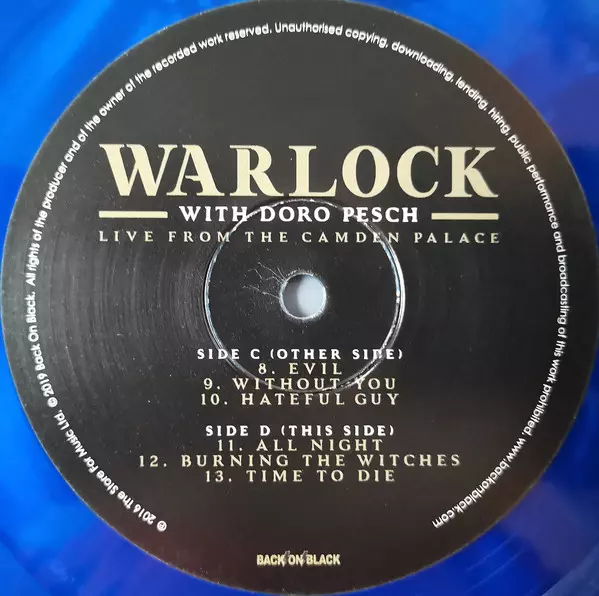 ℗ 2016 The Store For Music Ltd. © 2019 Back On Black. All rights of the producer and of the owner of the recorded work reserved. Unauthorised copying, downloading, lending, hiring, public performance and broadcasting of this work prohibited. www.backonblack.com
WARLOCK
WITH DORO PESCH
LIVE FROM THE CAMDEN PALACE
SIDE C (OTHER SIDE)
8. EVIL
9. WITHOUT YOU
10. HATEFUL GUY
SIDE D (THIS SIDE)
11. ALL NIGHT
12. BURNING THE WITCHES
13. TIME TO DIE
BACK ON BLACK